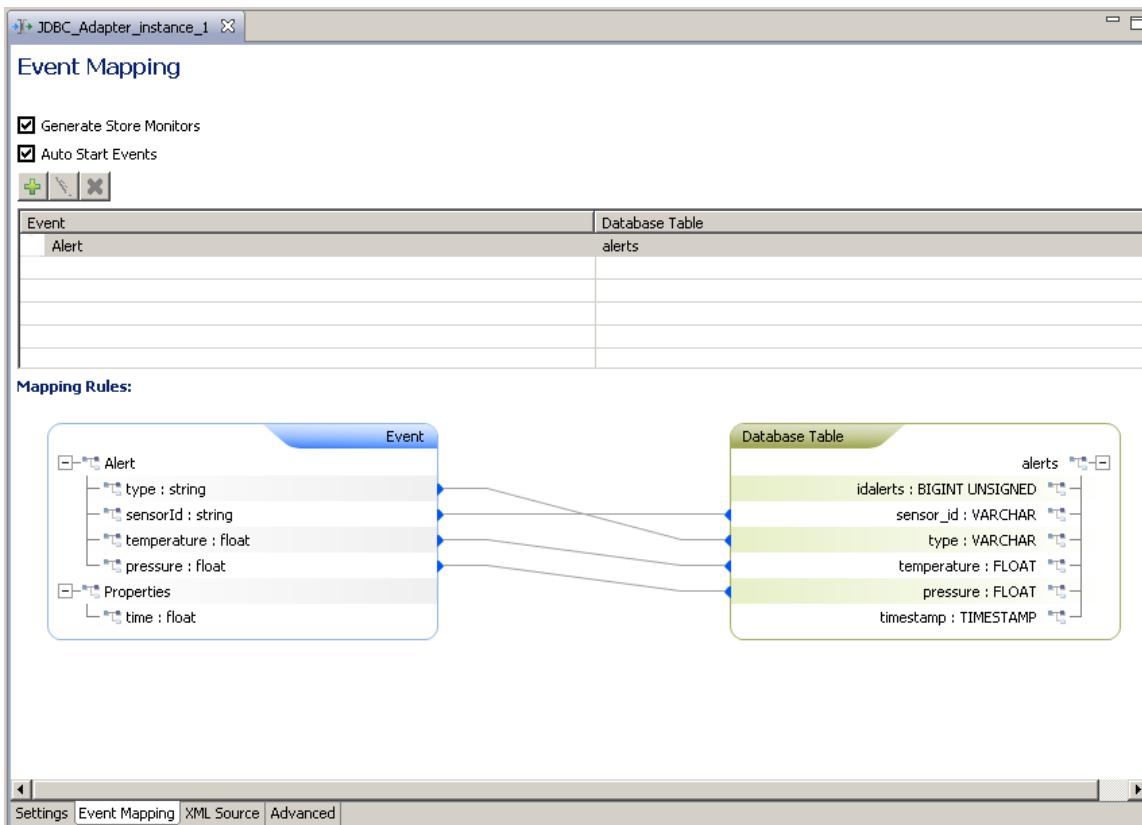 JDBC_Adapter_instance_1
Event Mapping
Generate Store Monitors
Auto Start Events
Event Database Table
Alert alerts
Mapping Rules:
Event Database Table
Alert alerts
type : string idalerts : BIGINT UNSIGNED
sensorId : string sensor_id : VARCHAR
temperature : float type : VARCHAR
pressure : float temperature : FLOAT
Properties pressure : FLOAT
time : float timestamp : TIMESTAMP
Settings Event Mapping XML Source Advanced